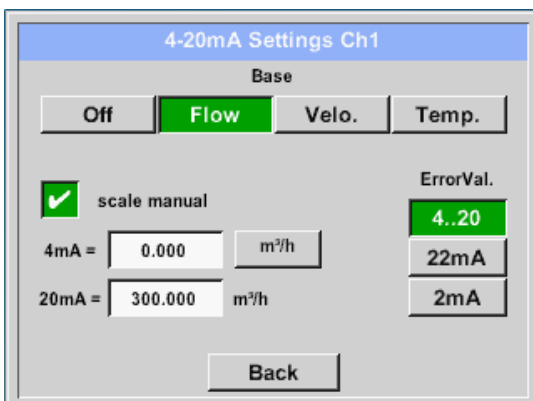 4-20mA Settings Ch1
Base
Off Flow Velo. Temp.
ErrorVal.
✔ scale manual
4..20
4mA = 0.000 m³/h
22mA
20mA = 300.000 m³/h
2mA
Back